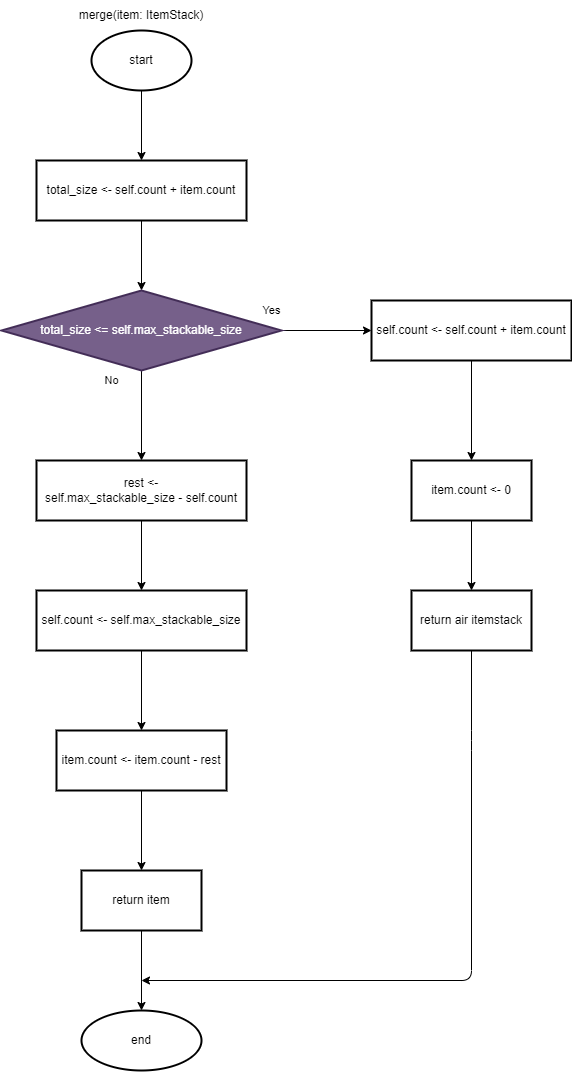 merge(item: ItemStack)
start
total_size <- self.count + item.count
total_size <= self.max_stackable_size
Yes
self.count <- self.count + item.count
No
rest <-
self.max_stackable_size - self.count
item.count <- 0
self.count <- self.max_stackable_size
return air itemstack
item.count <- item.count - rest
return item
end